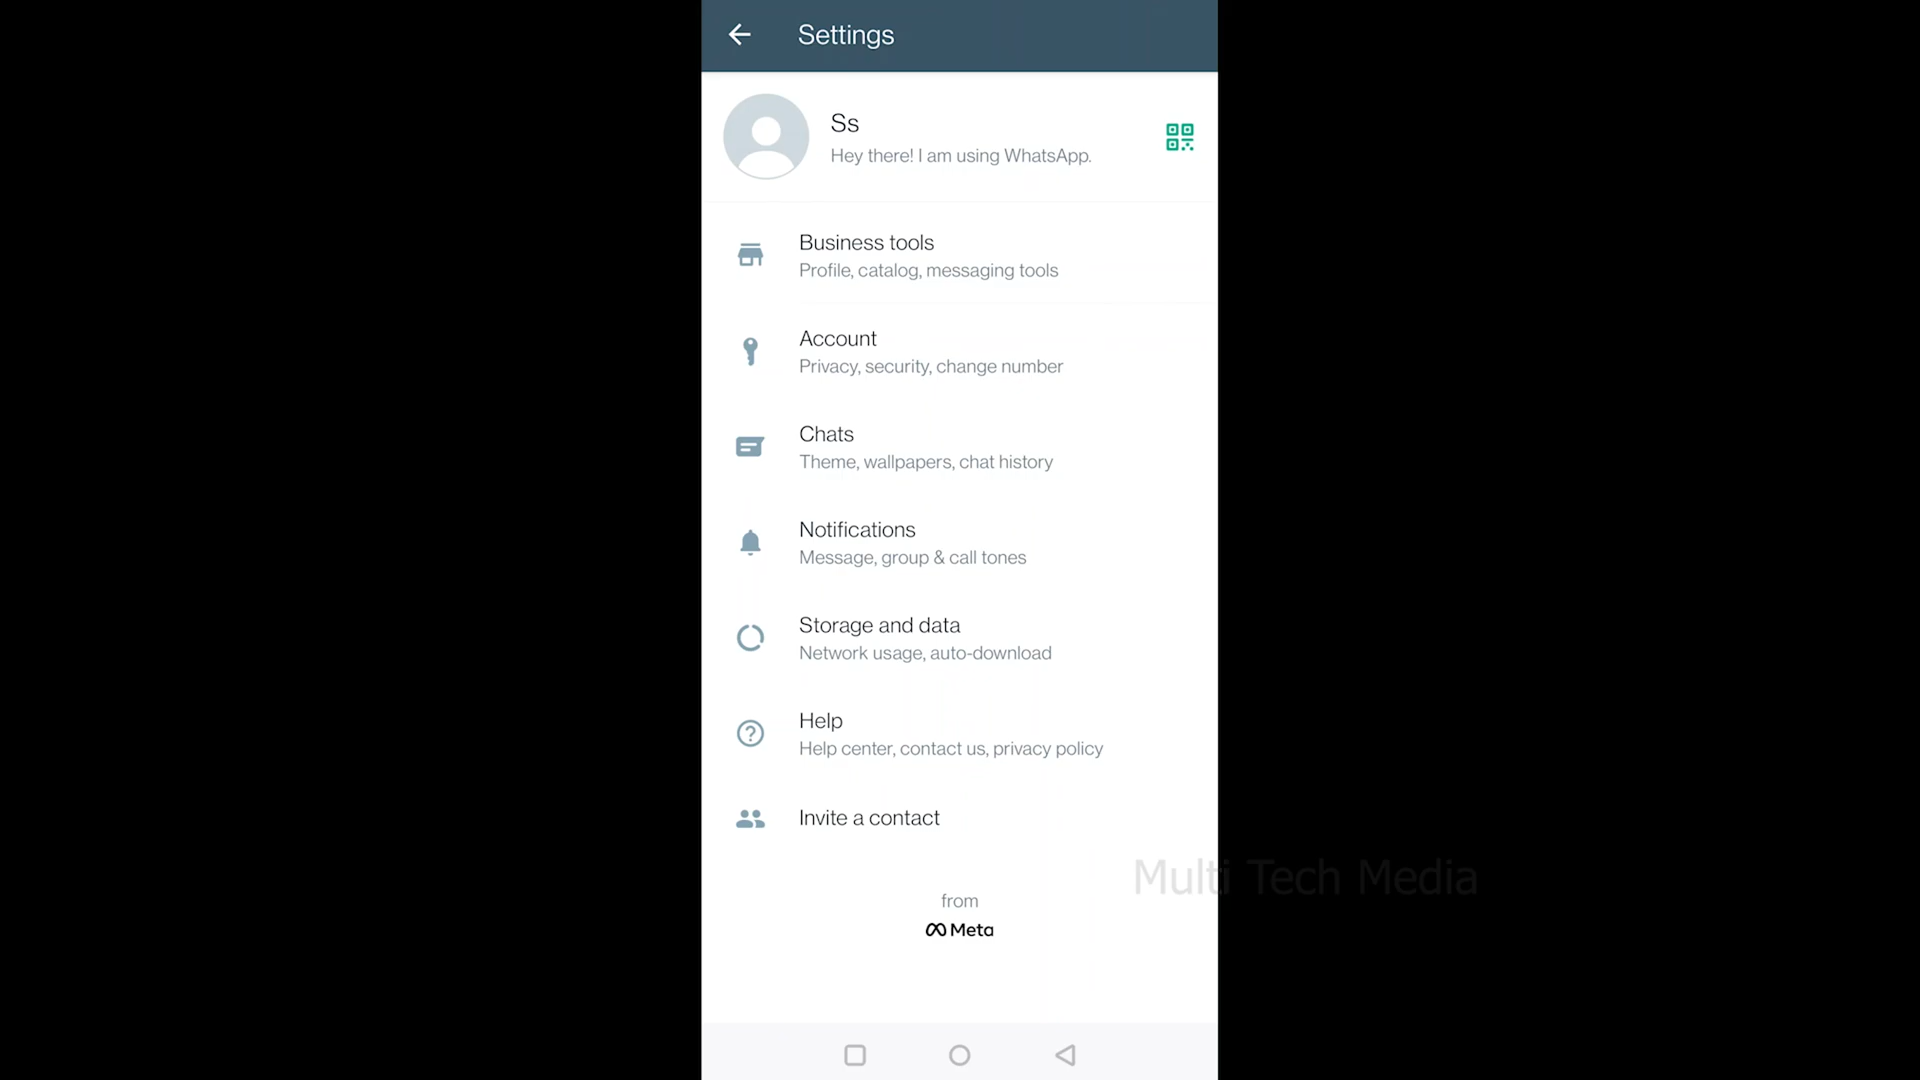 Settings
Ss
Hey there! I am using WhatsApp.
Business tools
Profile, catalog, messaging tools
Account
Privacy, security, change number
Chats
Theme, wallpapers, chat history
Notifications
Message, group & call tones
Storage and data
Network usage, auto-download
Help
Help center, contact us, privacy policy
Invite a contact
Multi Tech Media
from
Meta